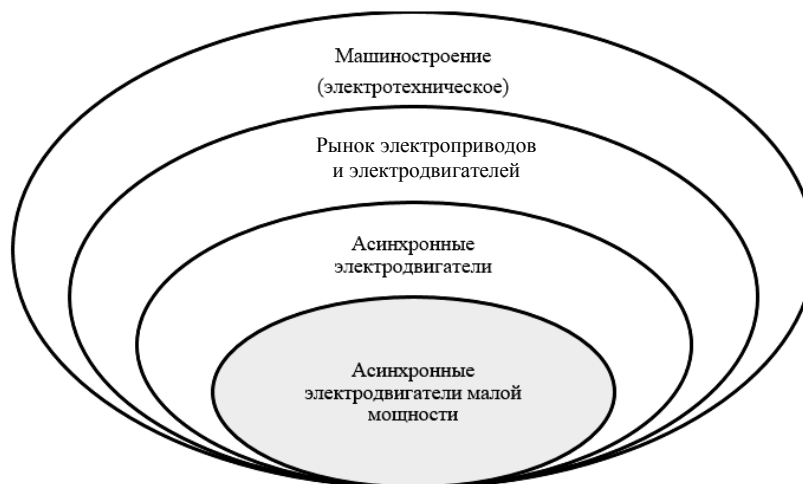 Машиностроение
(электротехническое)
Рынок электроприводов
и электродвигателей
Асинхронные
электродвигатели
Асинхронные
электродвигатели малой
мощности